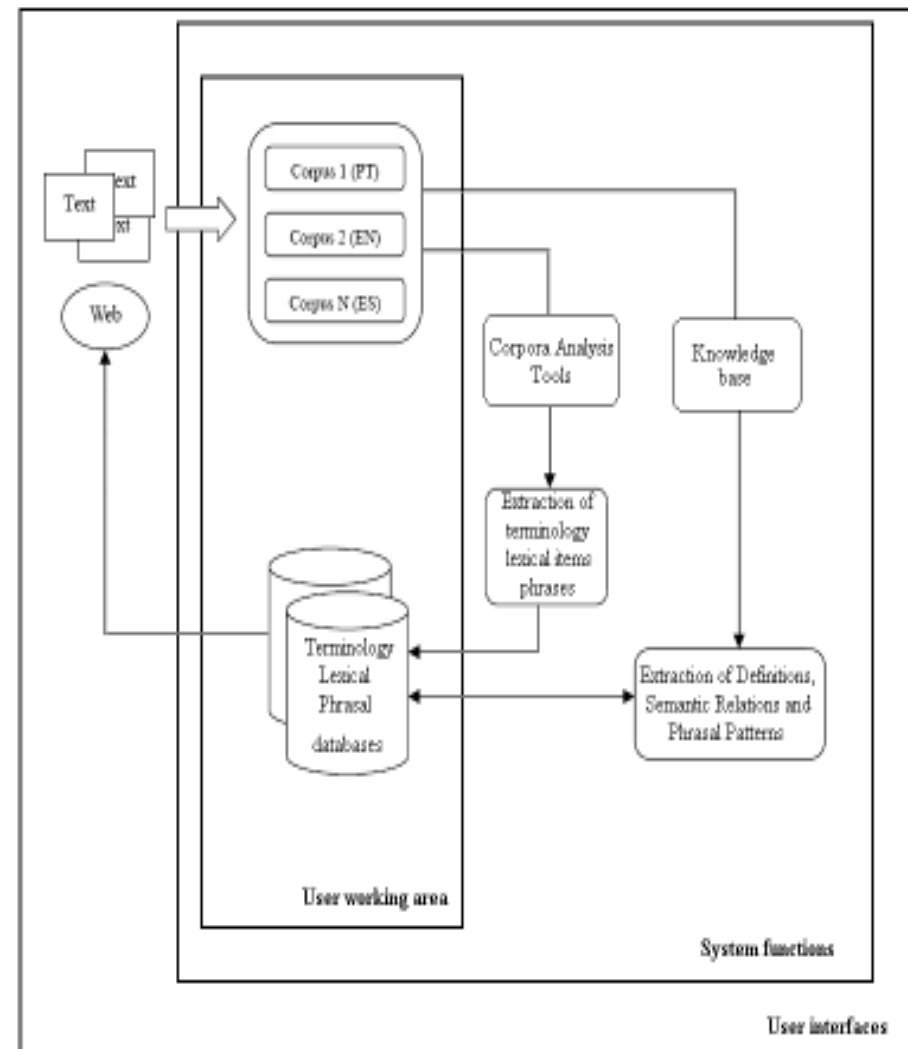 Text
ext
xt
Web
Corpus 1 (PT)
Corpus 2 (EN)
Corpus N (ES)
Corpora Analysis
Tools
Knowledge
base
Extraction of
terminology
lexical items
phrases
Terminology
Lexical
Phrasal
databases
Extraction of Definitions,
Semantic Relations and
Phrasal Patterns
User working area
System functions
User interfaces